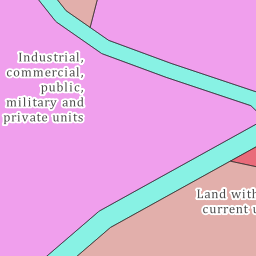 Industrial,
commercial,
public,
military and
private units
Land with
current u